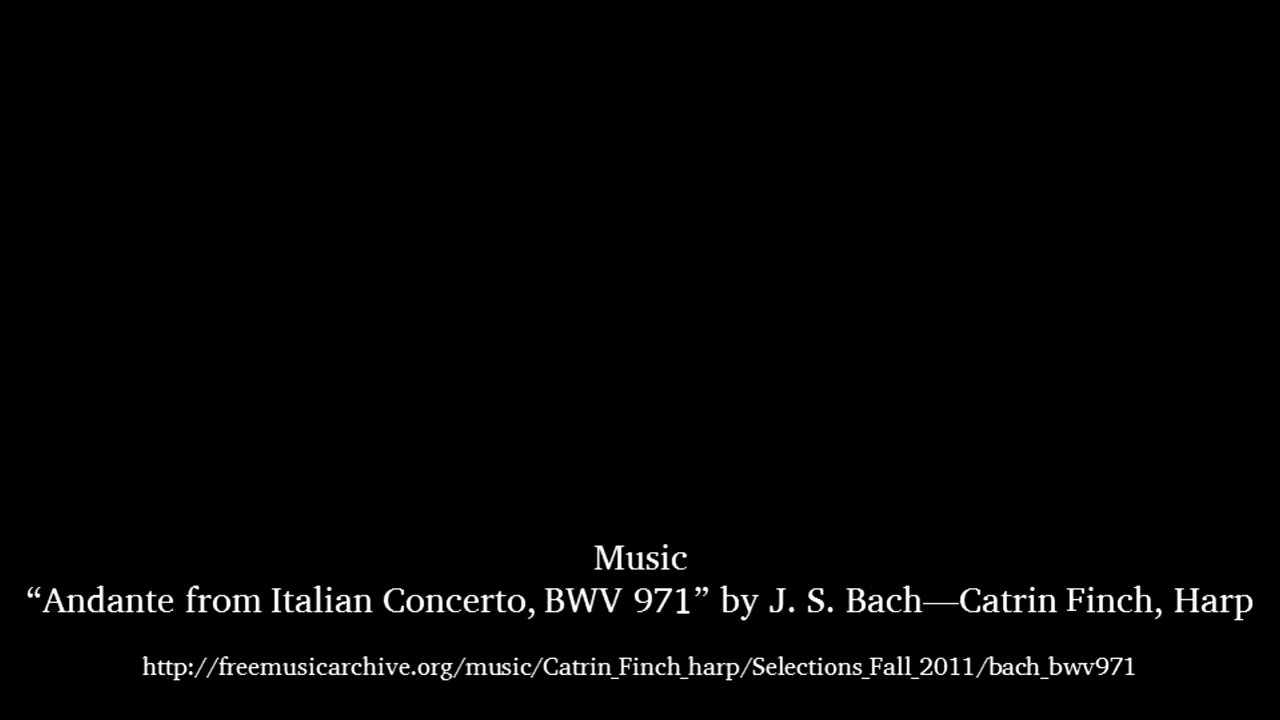 Music
“Andante from Italian Concerto, BWV 971” by J. S. Bach—Catrin Finch, Harp
http://freemusicarchive.org/music/Catrin_Finch_harp/Selections_Fall_2011/bach_bwv971